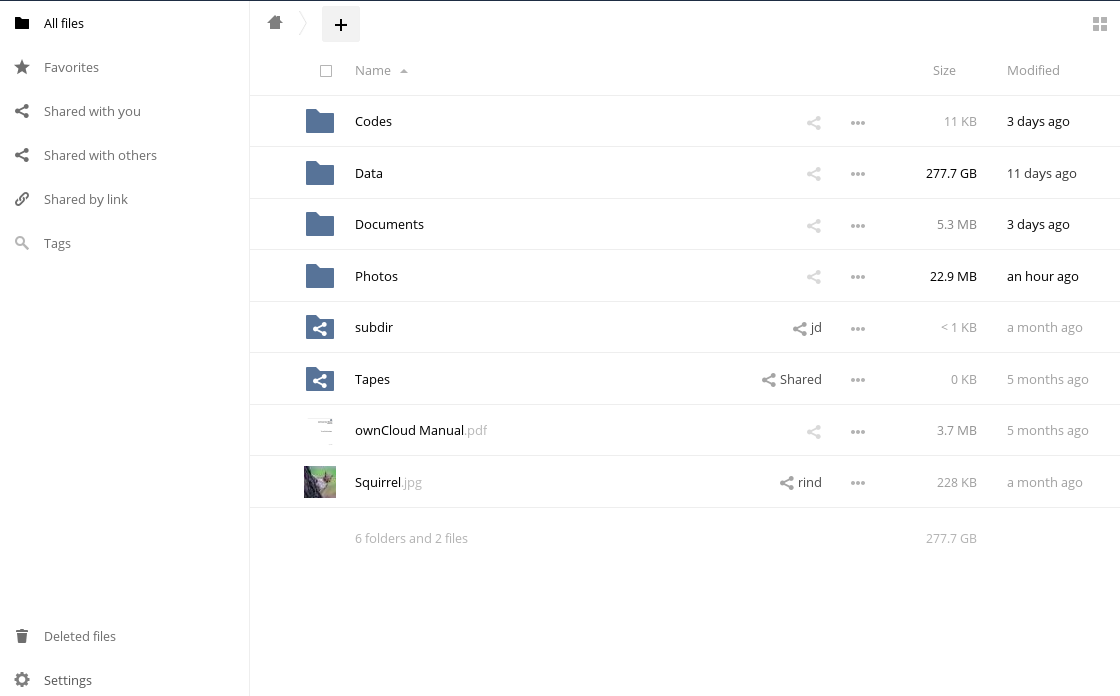 All files
Favorites
Shared with you
Shared with others
Shared by link
Tags
Deleted files
Settings
+
Name Size Modified
Codes 11 KB 3 days ago
Data 277.7 GB 11 days ago
Documents 5.3 MB 3 days ago
Photos 22.9 MB an hour ago
subdir jd < 1 KB a month ago
Tapes Shared 0 KB 5 months ago
ownCloud Manual.pdf 3.7 MB 5 months ago
Squirrel.jpg rind 228 KB a month ago
6 folders and 2 files 277.7 GB